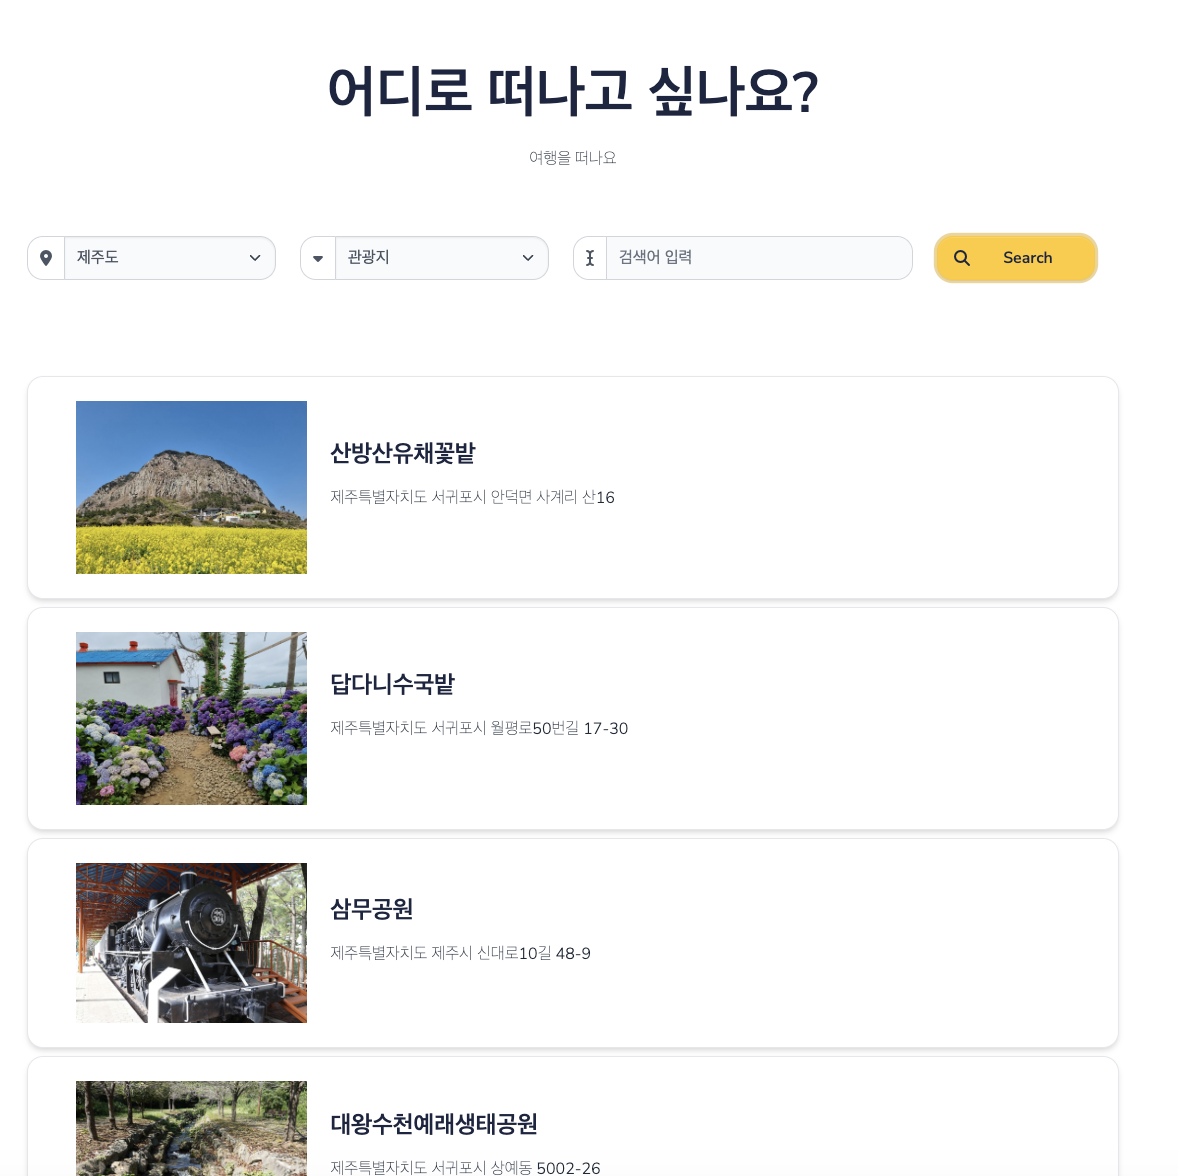 어디로 떠나고 싶나요?
여행을 떠나요
제주도
관광지
검색어 입력
Search
산방산유채꽃밭
제주특별자치도 서귀포시 안덕면 사계리 산16
답다니수국밭
제주특별자치도 서귀포시 월평로50번길 17-30
삼무공원
제주특별자치도 제주시 신대로10길 48-9
대왕수천예래생태공원
제주특별자치도 서귀포시 상예동 5002-26